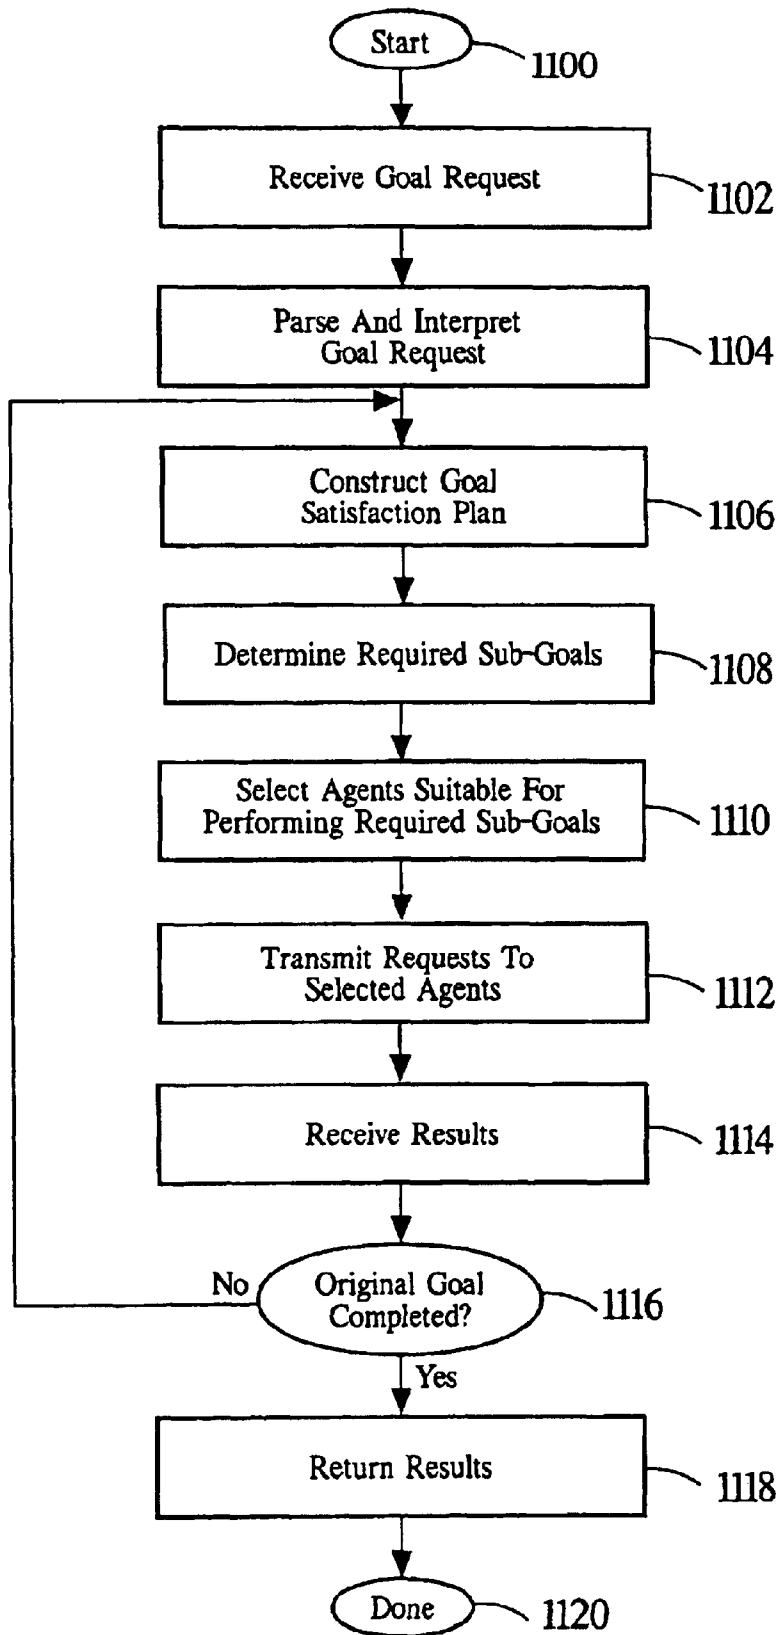 Start
1100
Receive Goal Request
1102
Parse And Interpret
Goal Request
1104
Construct Goal
Satisfaction Plan
1106
Determine Required Sub-Goals
1108
Select Agents Suitable For
Performing Required Sub-Goals
1110
Transmit Requests To
Selected Agents
1112
Receive Results
1114
No
Original Goal
Completed?
1116
Yes
Return Results
1118
Done
1120